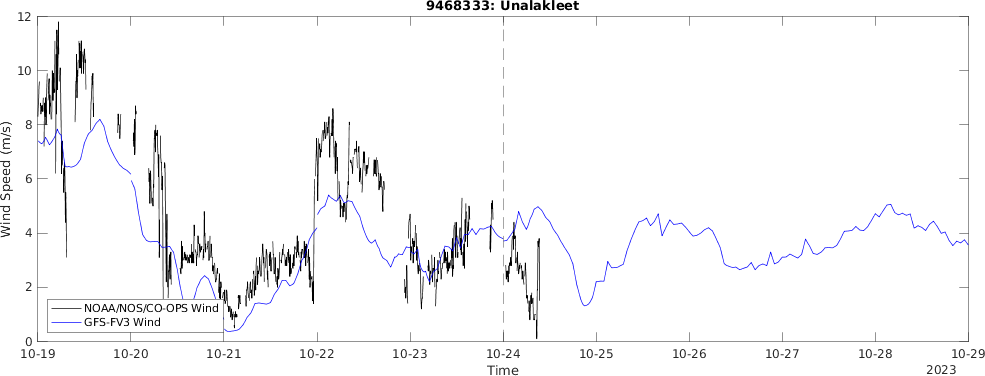 9468333: Unalakleet
Wind Speed (m/s)
12
10
8
6
4
2
0
NOAA/NOS/CO-OPS Wind
GFS-FV3 Wind
10-19 10-20 10-21 10-22 10-23 10-24 10-25 10-26 10-27 10-28 10-29
Time
2023